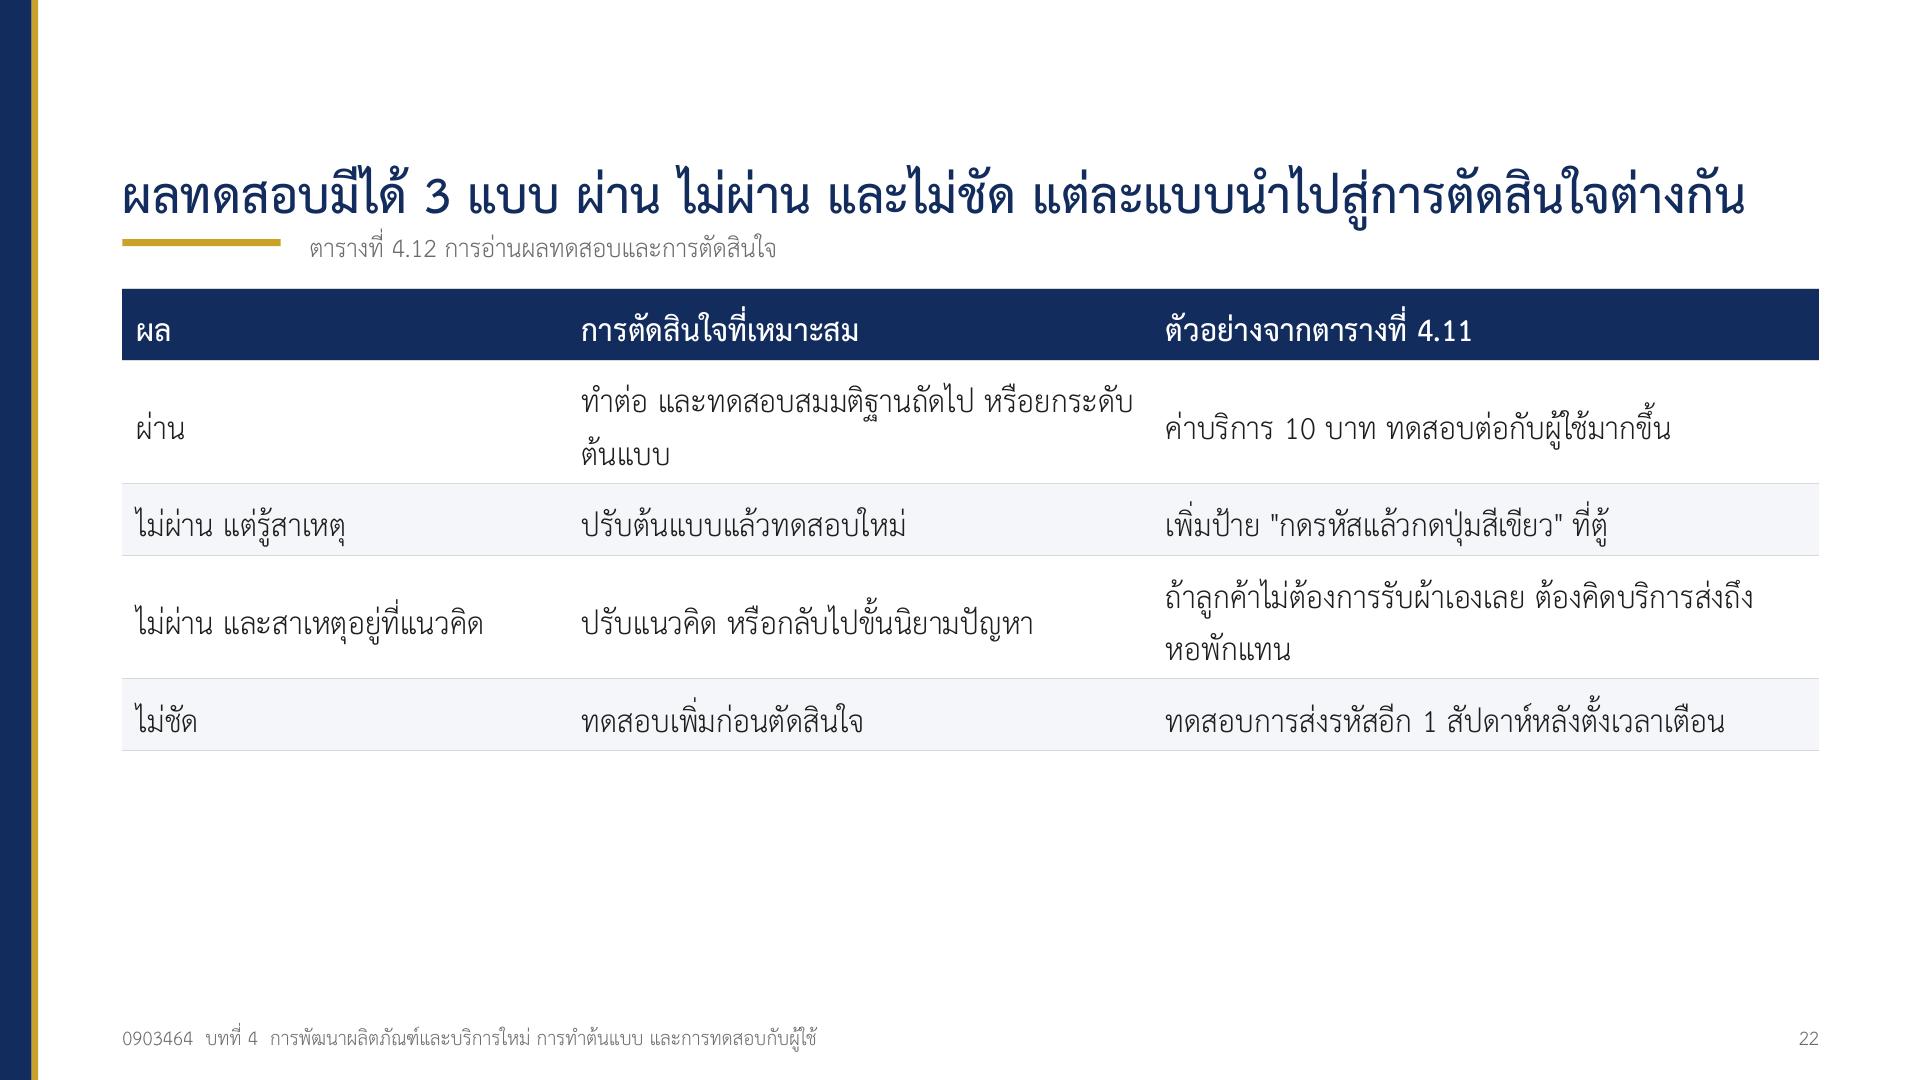 ผลทดสอบมีได้ 3 แบบ ผ่าน ไม่ผ่าน และไม่ชัด แต่ละแบบนำไปสู่การตัดสินใจต่างกัน
ตารางที่ 4.12 การอ่านผลทดสอบและการตัดสินใจ
ผล การตัดสินใจที่เหมาะสม ตัวอย่างจากตารางที่ 4.11
ผ่าน ทำต่อ และทดสอบสมมติฐานถัดไป หรือยกระดับ
ต้นแบบ ค่าบริการ 10 บาท ทดสอบต่อกับผู้ใช้มากขึ้น
ไม่ผ่าน แต่รู้สาเหตุ ปรับต้นแบบแล้วทดสอบใหม่ เพิ่มป้าย "กดรหัสแล้วกดปุ่มสีเขียว" ที่ตู้
ไม่ผ่าน และสาเหตุอยู่ที่แนวคิด ปรับแนวคิด หรือกลับไปขั้นนิยามปัญหา ถ้าลูกค้าไม่ต้องการรับผ้าเองเลย ต้องคิดบริการส่งถึง
หอพักแทน
ไม่ชัด ทดสอบเพิ่มก่อนตัดสินใจ ทดสอบการส่งรหัสอีก 1 สัปดาห์หลังตั้งเวลาเตือน
0903464 บทที่ 4 การพัฒนาผลิตภัณฑ์และบริการใหม่ การทำต้นแบบ และการทดสอบกับผู้ใช้ 22